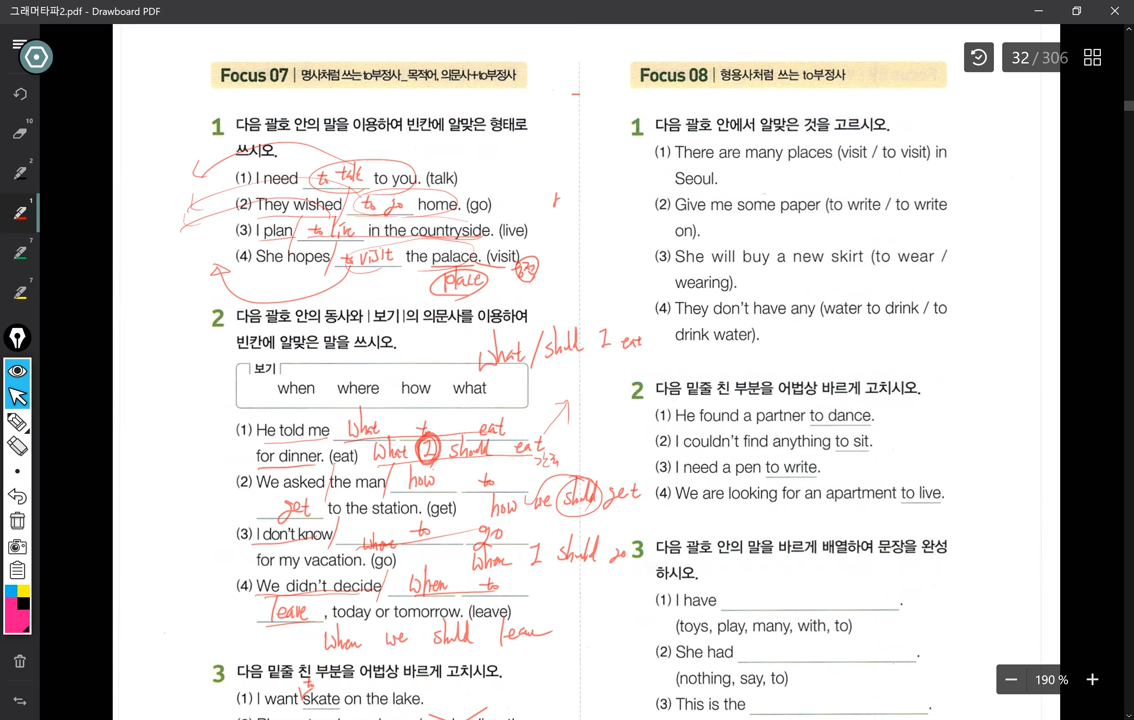 그래머타파2.pdf - Drawboard PDF
32 / 306
10
2
1
7
7
Focus 07 | 명사처럼 쓰는 to부정사_목적어, 의문사+to부정사
1 다음 괄호 안의 말을 이용하여 빈칸에 알맞은 형태로
쓰시오.
(1) I need to talk to you. (talk)
(2) They wished to go home. (go)
(3) I plan to live in the countryside. (live)
(4) She hopes to visit the palace. (visit)
place
2 다음 괄호 안의 동사와 | 보기 |의 의문사를 이용하여
빈칸에 알맞은 말을 쓰시오.
What / should I eat
보기
when where how what
(1) He told me what to eat
for dinner. (eat) what I should eat
(2) We asked the man how to
get to the station. (get) how we should get
(3) I don't know where to go
for my vacation. (go) where I should go
(4) We didn't decide when to
leave, today or tomorrow. (leave)
when we should leave
3 다음 밑줄 친 부분을 어법상 바르게 고치시오.
to
(1) I want skate on the lake.
Focus 08 | 형용사처럼 쓰는 to부정사
1 다음 괄호 안에서 알맞은 것을 고르시오.
(1) There are many places (visit / to visit) in
Seoul.
(2) Give me some paper (to write / to write
on).
(3) She will buy a new skirt (to wear /
wearing).
(4) They don't have any (water to drink / to
drink water).
2 다음 밑줄 친 부분을 어법상 바르게 고치시오.
(1) He found a partner to dance.
(2) I couldn't find anything to sit.
(3) I need a pen to write.
(4) We are looking for an apartment to live.
3 다음 괄호 안의 말을 바르게 배열하여 문장을 완성
하시오.
(1) I have ____.
(toys, play, many, with, to)
(2) She had ____.
(nothing, say, to)
(3) This is the ____.
190 %